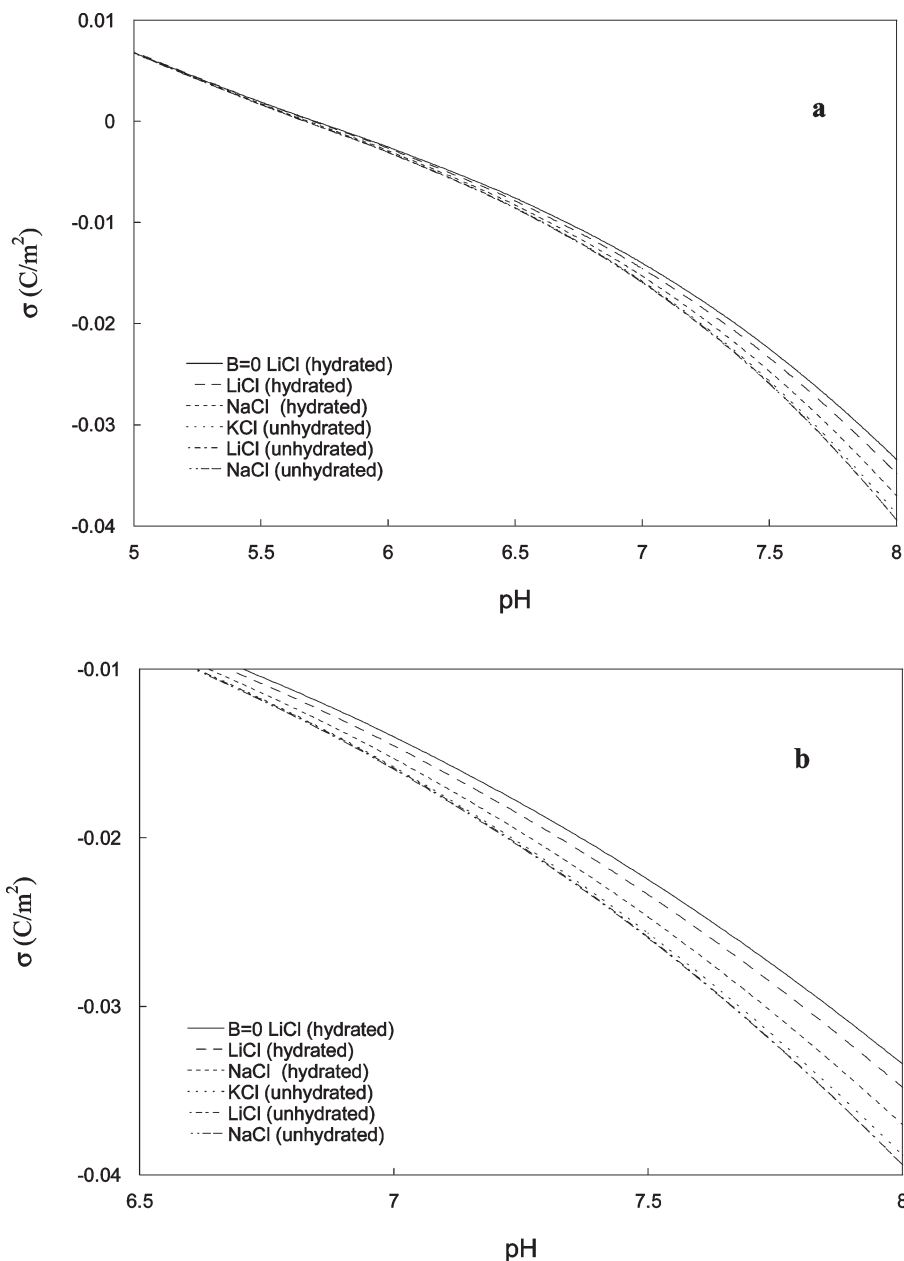 0.01
a
0
-0.01
σ (C/m²)
-0.02
B=0 LiCl (hydrated)
LiCl (hydrated)
NaCl (hydrated)
-0.03
KCl (unhydrated)
LiCl (unhydrated)
NaCl (unhydrated)
-0.04
5 5.5 6 6.5 7 7.5 8
pH
-0.01
b
-0.02
σ (C/m²)
-0.03
B=0 LiCl (hydrated)
LiCl (hydrated)
NaCl (hydrated)
KCl (unhydrated)
LiCl (unhydrated)
NaCl (unhydrated)
-0.04
6.5 7 7.5 8
pH